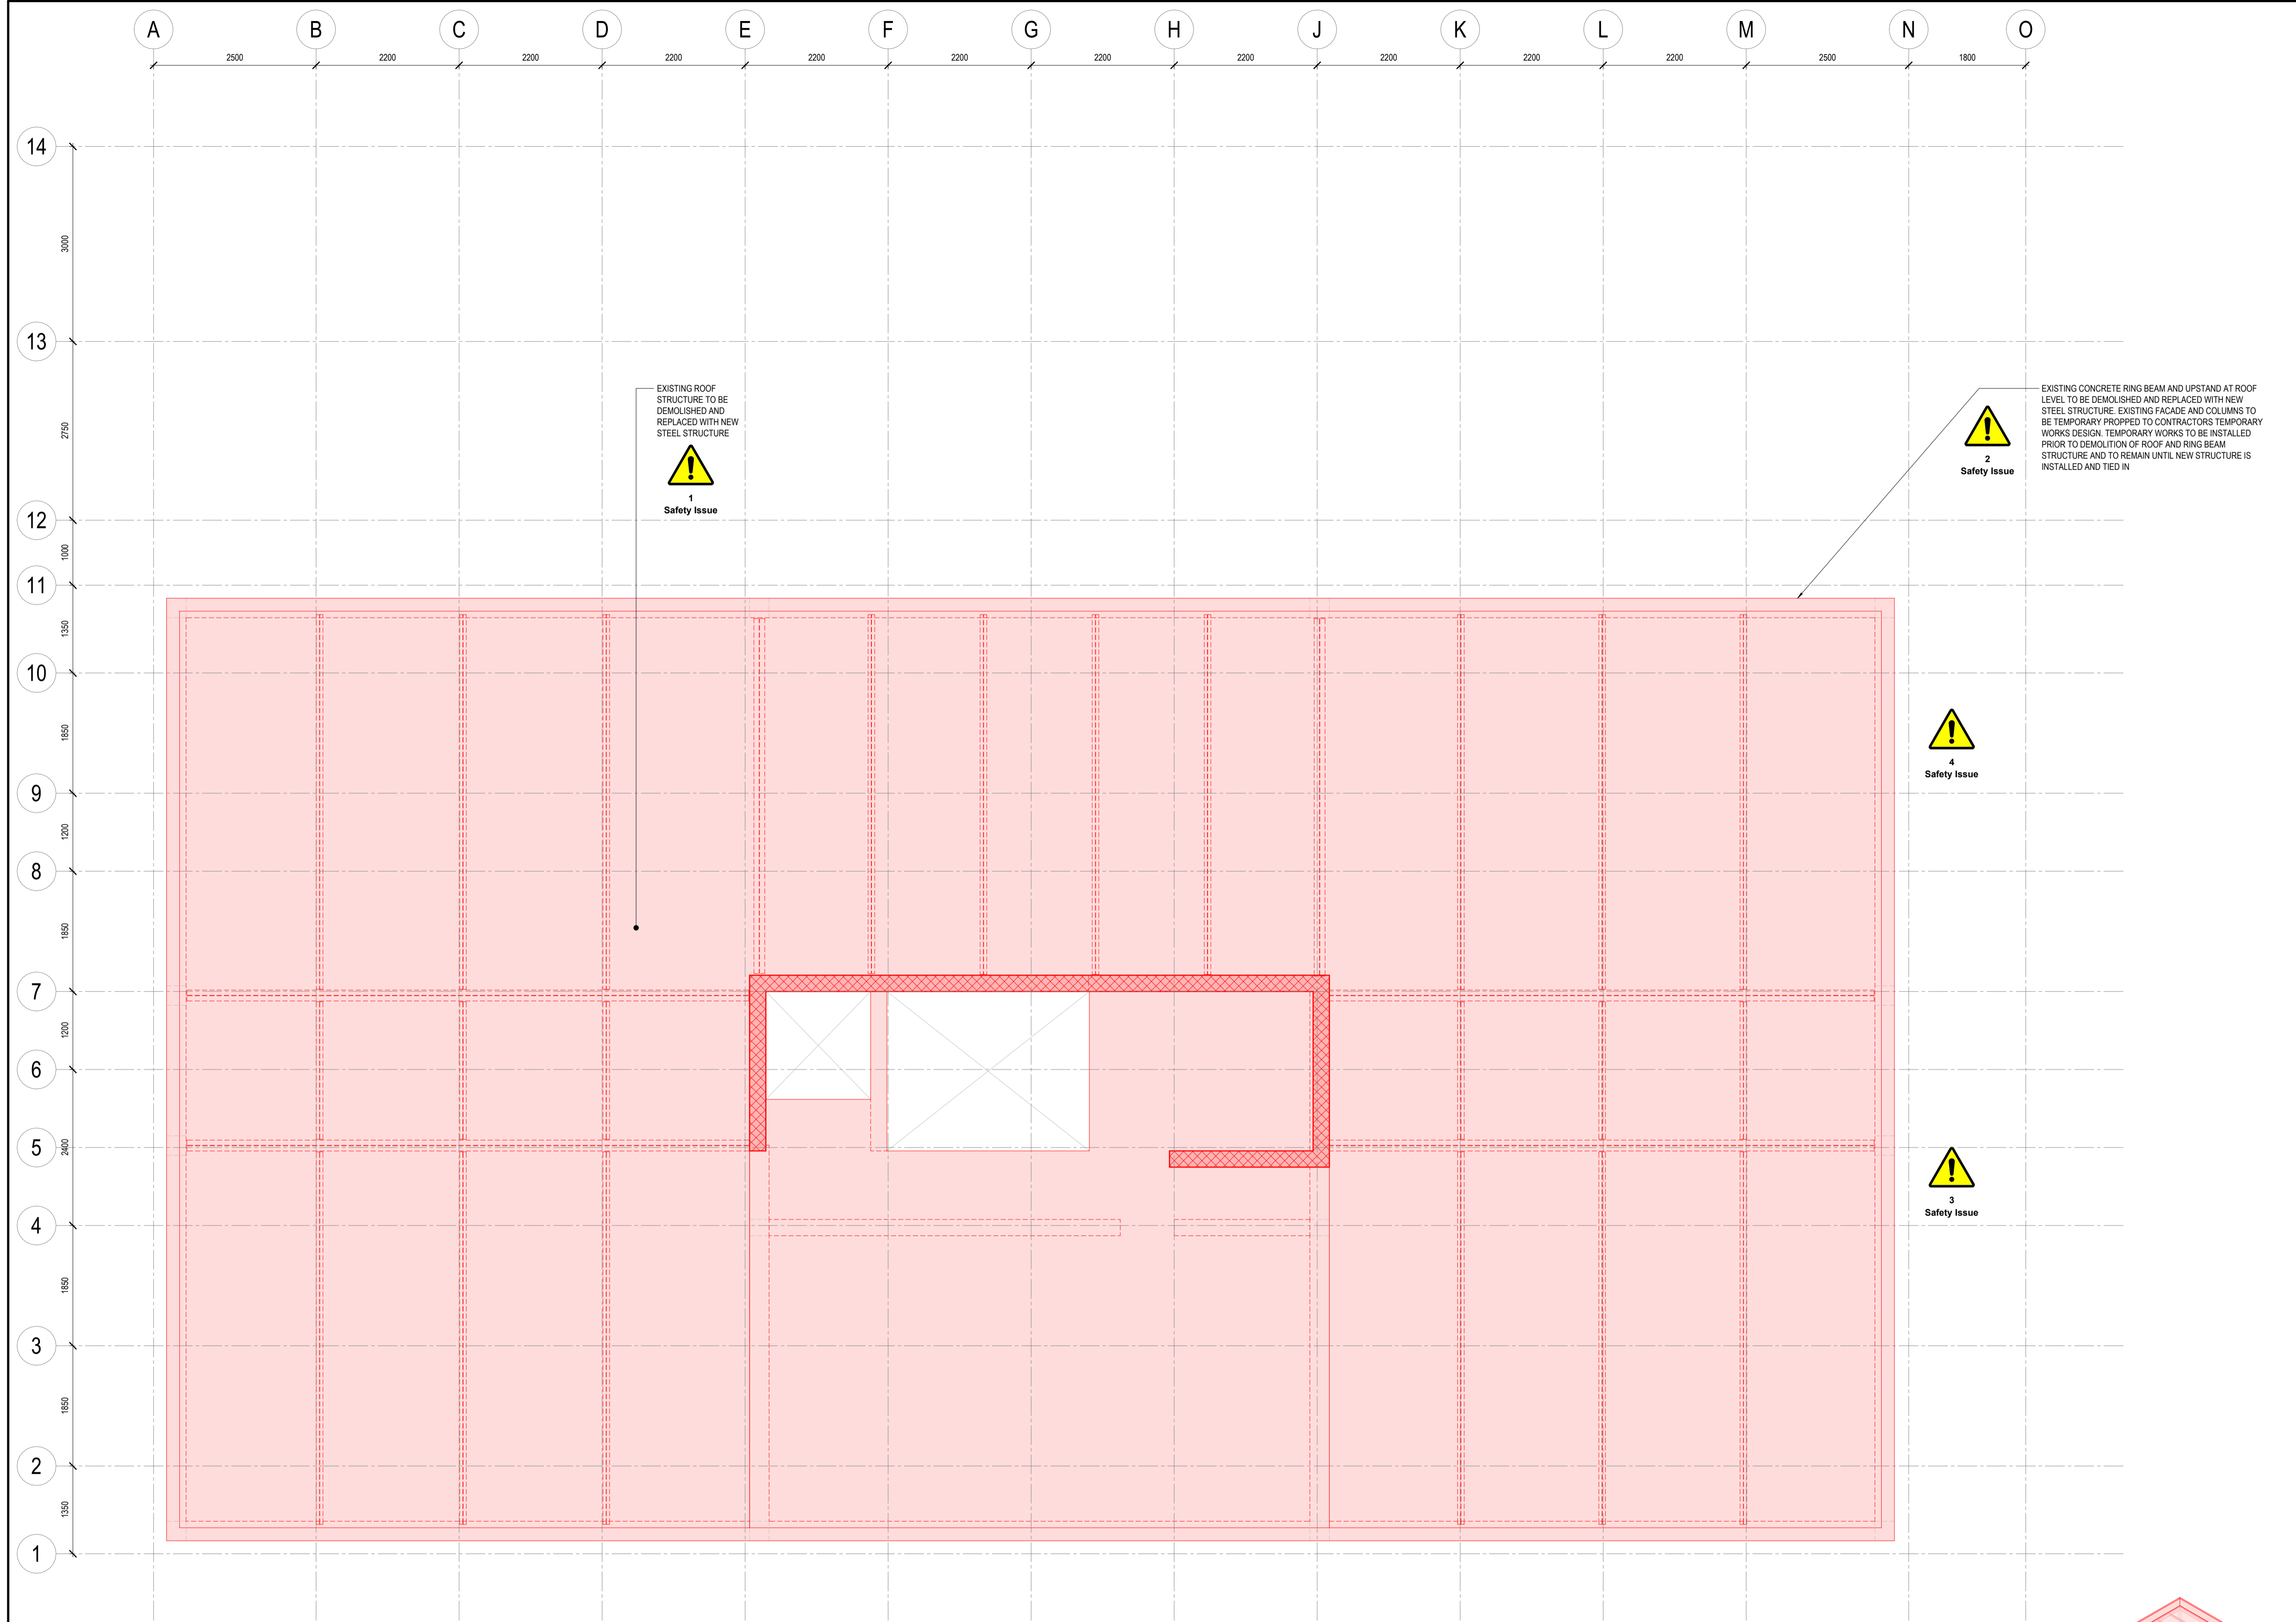 A B C D E F G H J K L M N O
2500 2200 2200 2200 2200 2200 2200 2200 2200 2200 2200 2500 1800
14
3000
13
EXISTING ROOF
STRUCTURE TO BE
DEMOLISHED AND
REPLACED WITH NEW
STEEL STRUCTURE
1
Safety Issue
EXISTING CONCRETE RING BEAM AND UPSTAND AT ROOF
LEVEL TO BE DEMOLISHED AND REPLACED WITH NEW
STEEL STRUCTURE. EXISTING FACADE AND COLUMNS TO
BE TEMPORARY PROPPED TO CONTRACTORS TEMPORARY
WORKS DESIGN. TEMPORARY WORKS TO BE INSTALLED
PRIOR TO DEMOLITION OF ROOF AND RING BEAM
STRUCTURE AND TO REMAIN UNTIL NEW STRUCTURE IS
INSTALLED AND TIED IN
2
Safety Issue
2750
12
1000
11
1350
10
1850
4
Safety Issue
9
1200
8
1850
7
1200
6
5
2400
3
Safety Issue
4
1850
3
1850
2
1350
1